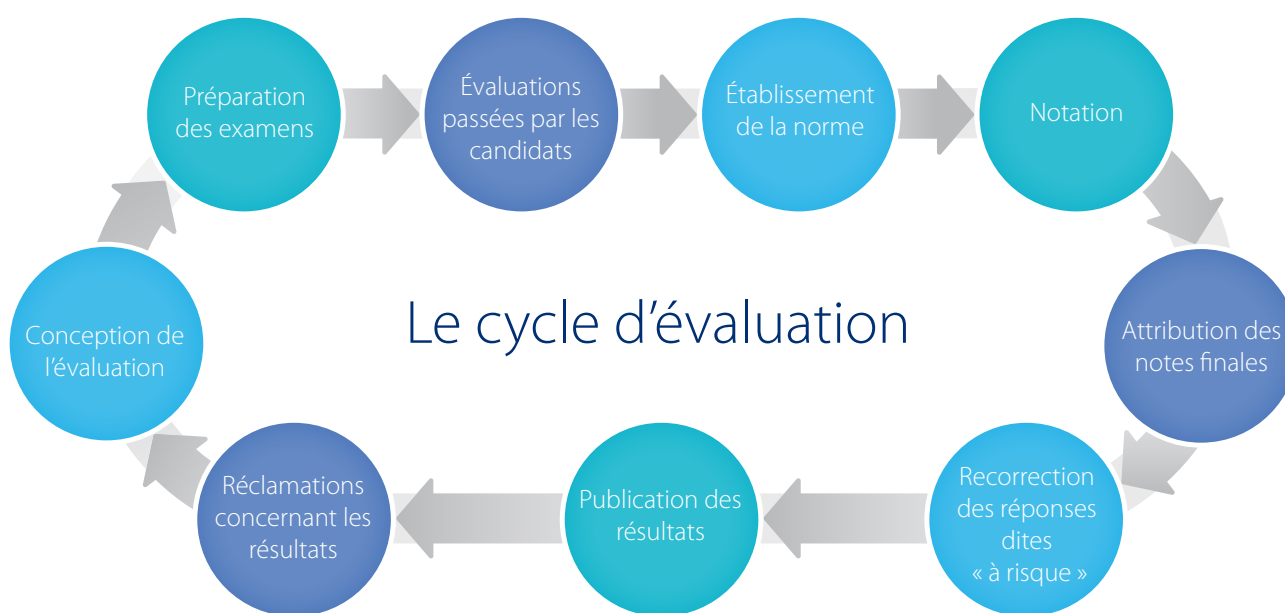 Préparation
des examens
Évaluations
passées par les
candidats
Établissement
de la norme
Notation
Attribution des
notes finales
Recorrection
des réponses
dites
« à risque »
Publication des
résultats
Réclamations
concernant les
résultats
Conception de
l’évaluation
Le cycle d’évaluation